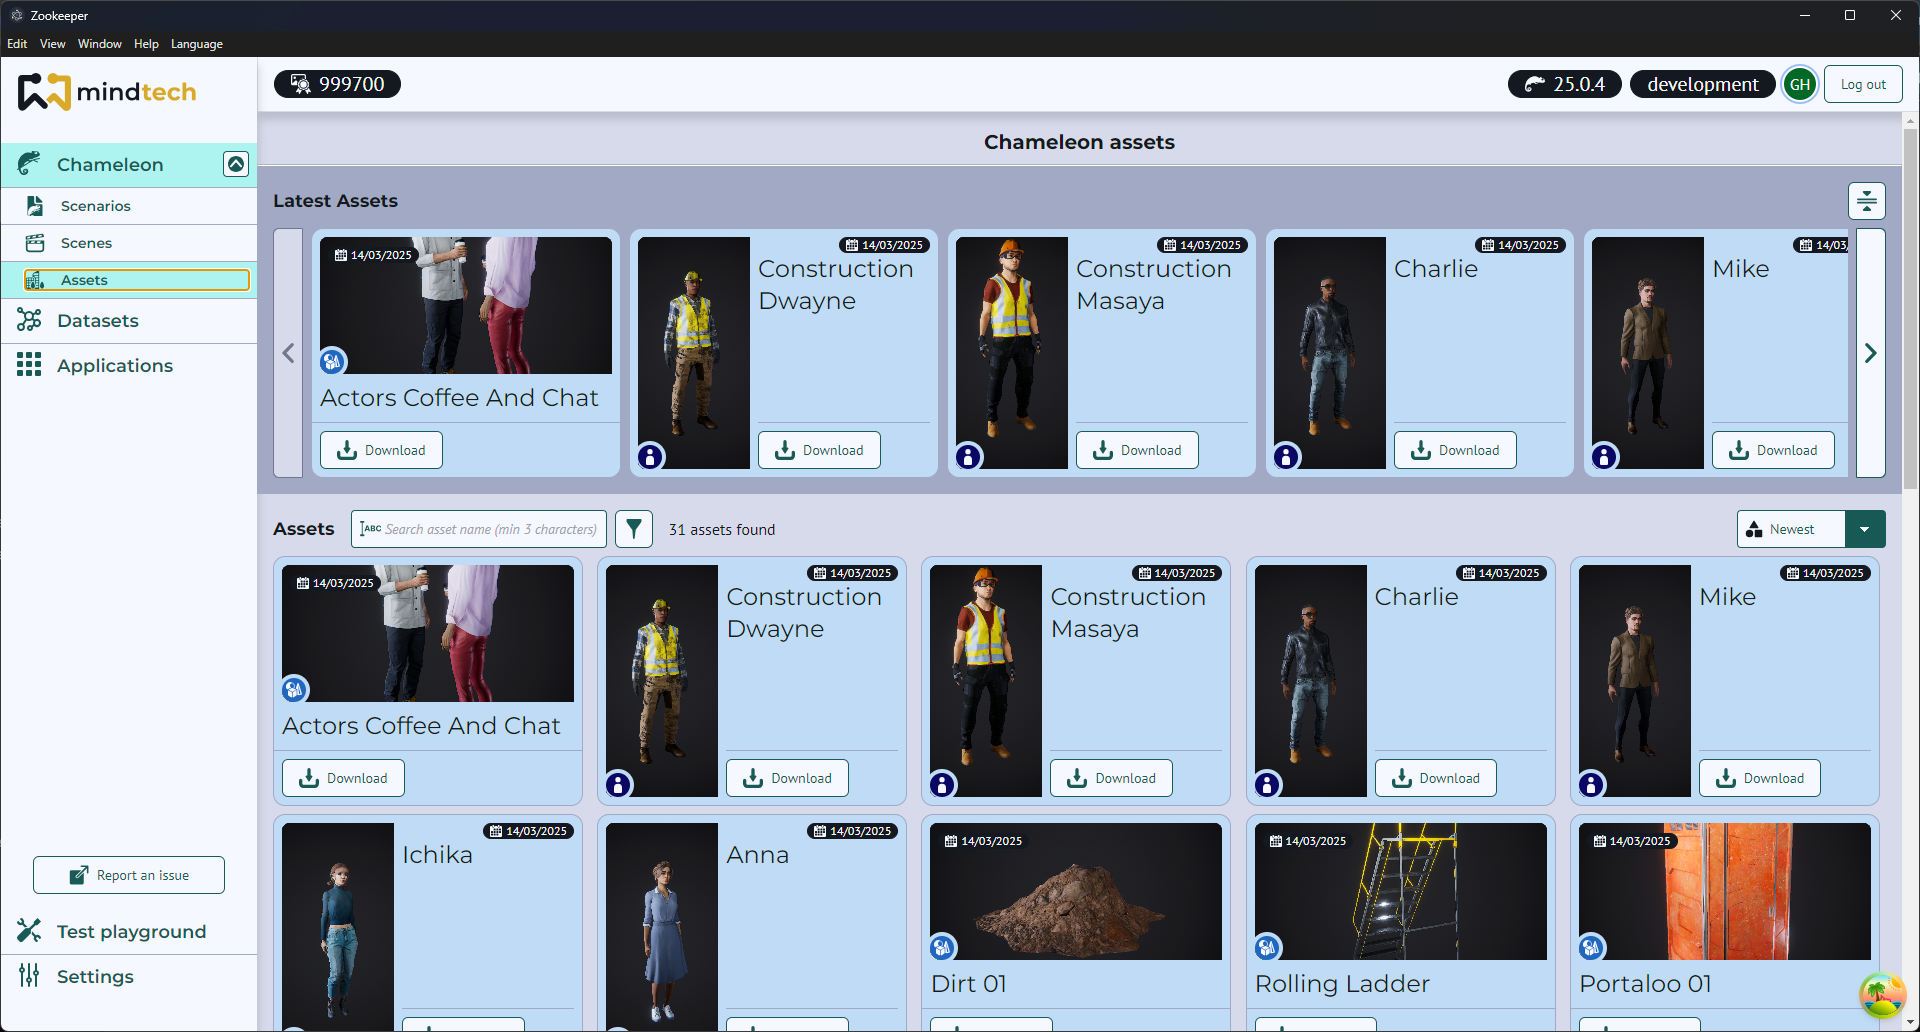 Zookeeper
Edit View Window Help Language
mindtech
999700
25.0.4
development
GH
Log out
Chameleon
Scenarios
Scenes
Assets
Datasets
Applications
Report an issue
Test playground
Settings
Chameleon assets
Latest Assets
14/03/2025
Actors Coffee And Chat
Download
14/03/2025
Construction
Dwayne
Download
14/03/2025
Construction
Masaya
Download
14/03/2025
Charlie
Download
14/03/
Mike
Download
Assets
ABC Search asset name (min 3 characters)
31 assets found
Newest
14/03/2025
Actors Coffee And Chat
Download
14/03/2025
Construction
Dwayne
Download
14/03/2025
Construction
Masaya
Download
14/03/2025
Charlie
Download
14/03/2025
Mike
Download
14/03/2025
Ichika
14/03/2025
Anna
14/03/2025
Dirt 01
14/03/2025
Rolling Ladder
14/03/2025
Portaloo 01